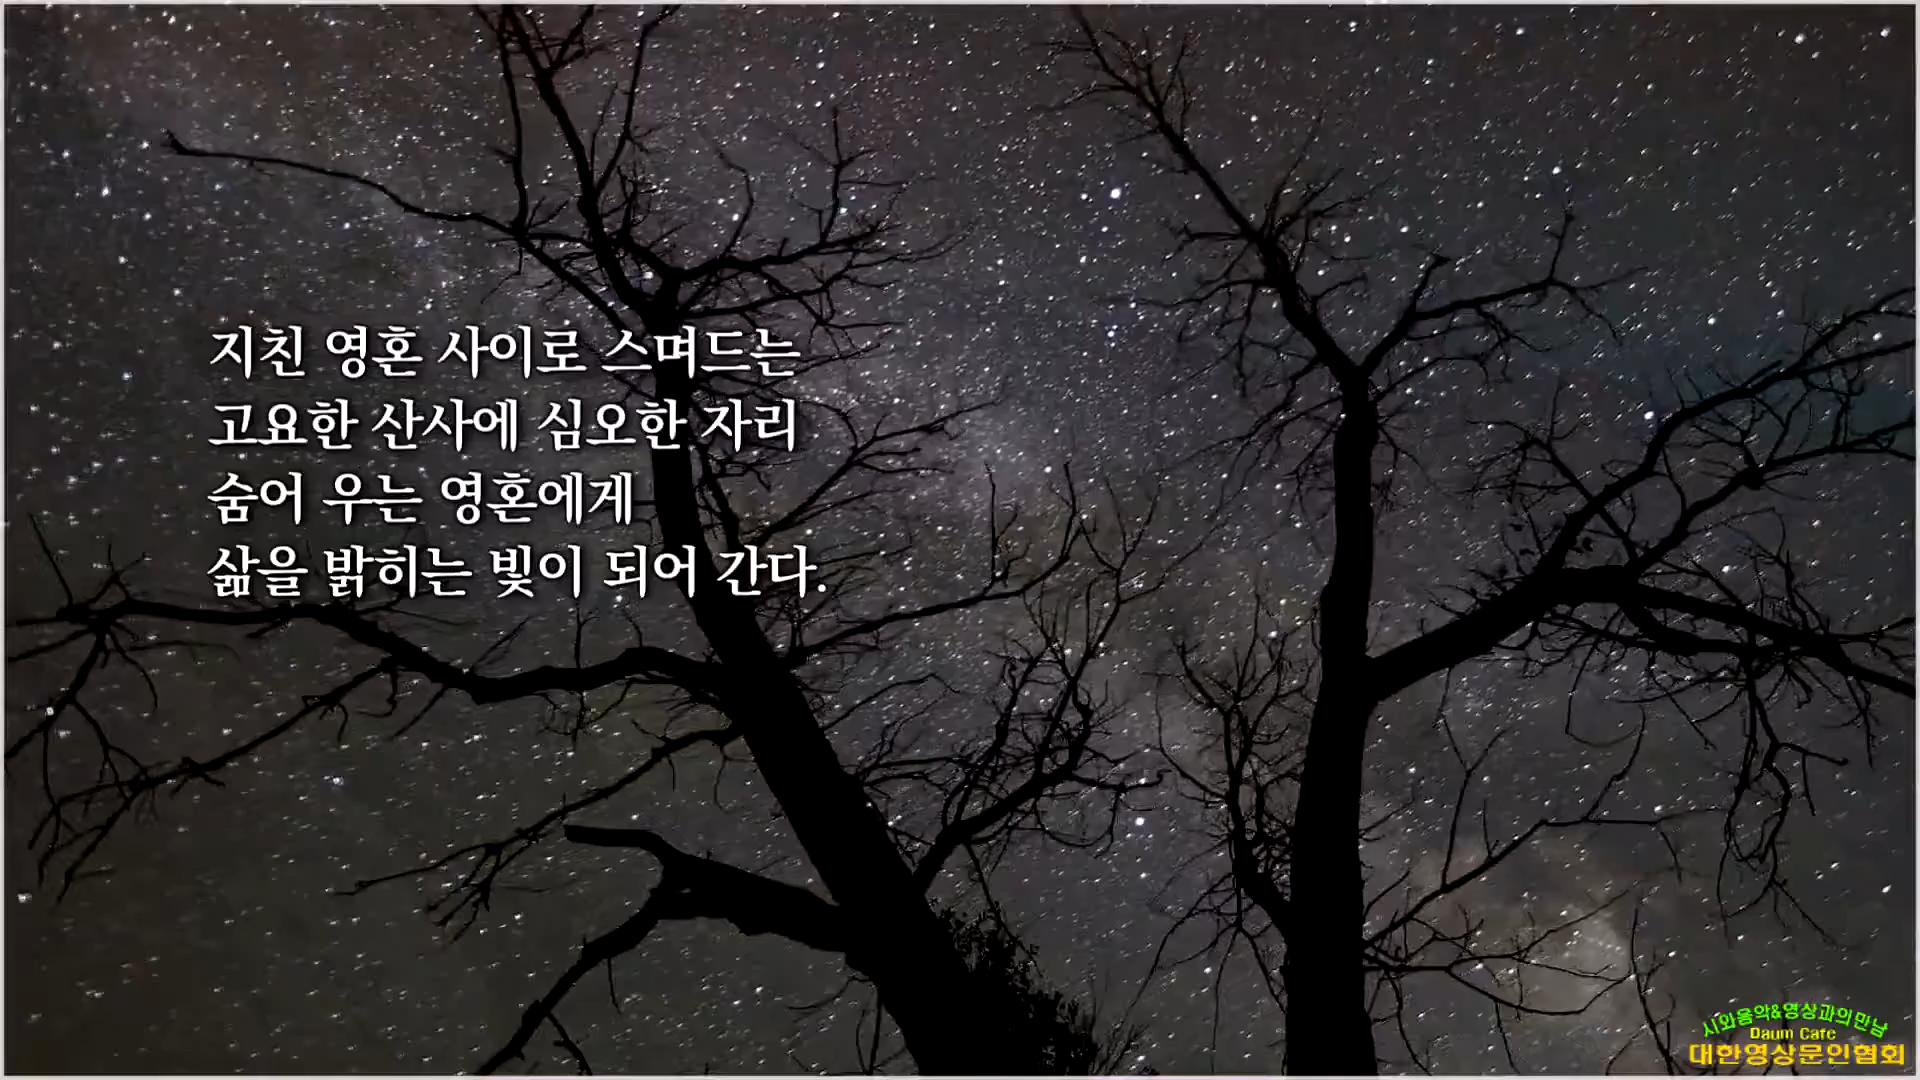 지친 영혼 사이로 스며드는
고요한 산사에 심오한 자리
숨어 우는 영혼에게
삶을 밝히는 빛이 되어 간다.
시와음악&영상과의만남
Daum Cafe
대한영상문인협회